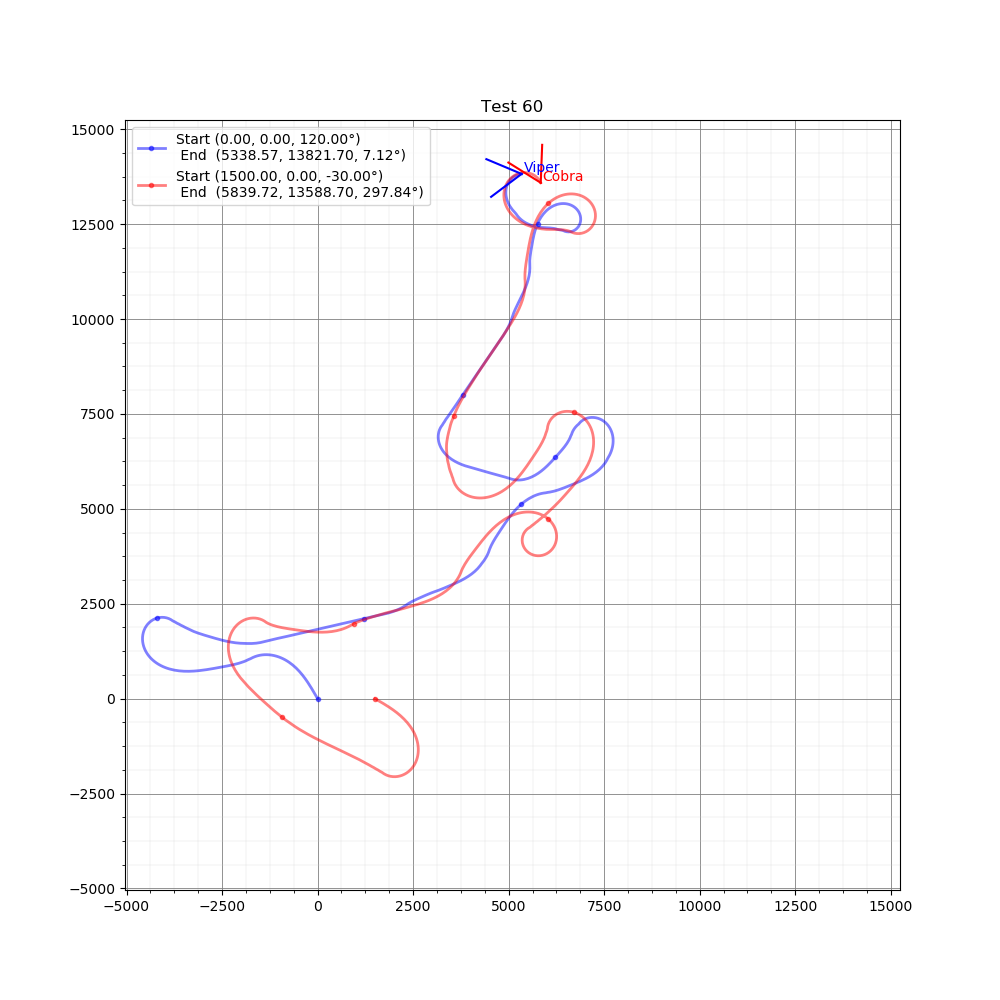 Test 60
Start (0.00, 0.00, 120.00°)
End (5338.57, 13821.70, 7.12°)
Start (1500.00, 0.00, -30.00°)
End (5839.72, 13588.70, 297.84°)
Viper
Cobra
15000
12500
10000
7500
5000
2500
0
−2500
−5000
−5000 −2500 0 2500 5000 7500 10000 12500 15000